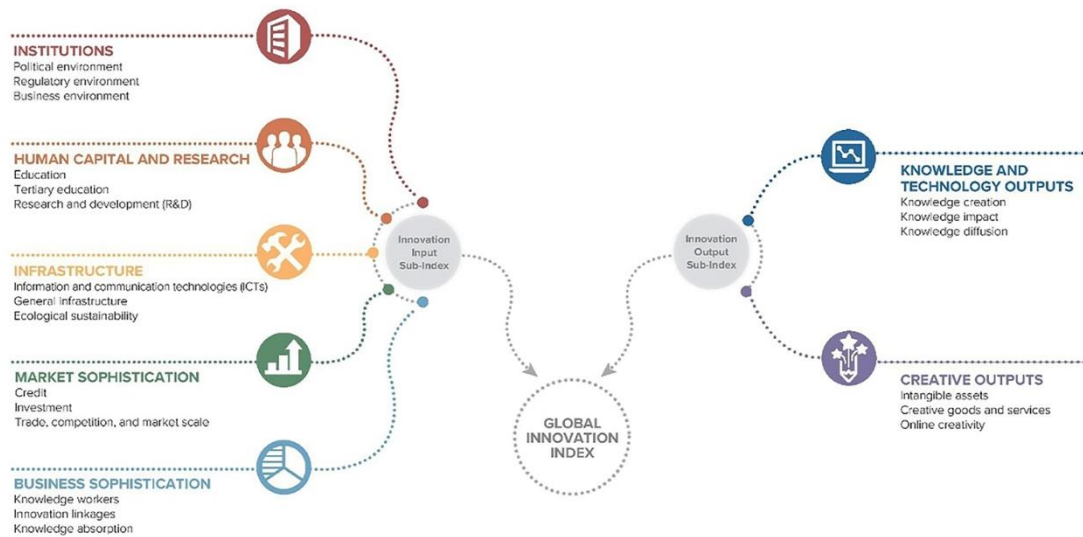 INSTITUTIONS
Political environment
Regulatory environment
Business environment
HUMAN CAPITAL AND RESEARCH
Education
Tertiary education
Research and development (R&D)
INFRASTRUCTURE
Information and communication technologies (ICTs)
General infrastructure
Ecological sustainability
MARKET SOPHISTICATION
Credit
Investment
Trade, competition, and market scale
BUSINESS SOPHISTICATION
Knowledge workers
Innovation linkages
Knowledge absorption
Innovation
Input
Sub-Index
GLOBAL
INNOVATION
INDEX
Innovation
Output
Sub-Index
KNOWLEDGE AND
TECHNOLOGY OUTPUTS
Knowledge creation
Knowledge impact
Knowledge diffusion
CREATIVE OUTPUTS
Intangible assets
Creative goods and services
Online creativity